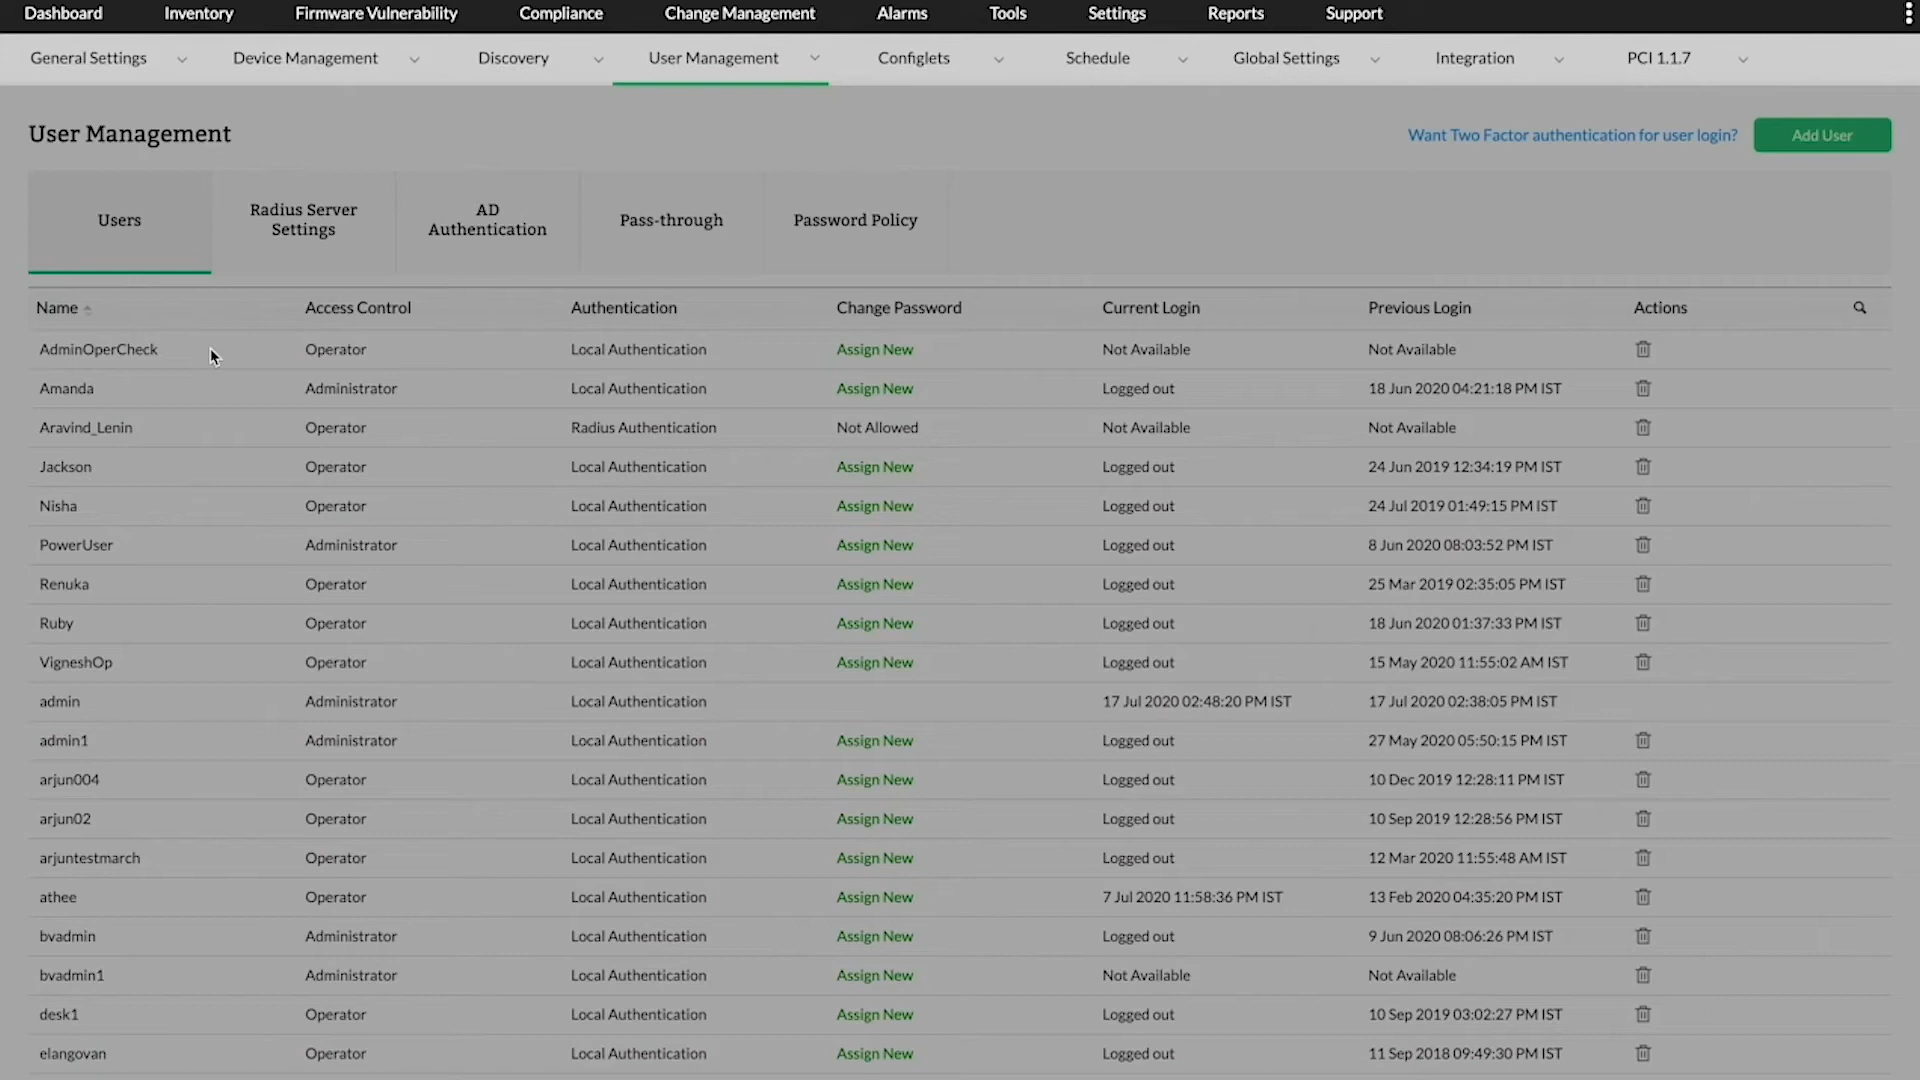 Dashboard Inventory Firmware Vulnerability Compliance Change Management Alarms Tools Settings Reports Support
General Settings Device Management Discovery User Management Configlets Schedule Global Settings Integration PCI 1.1.7
User Management Want Two Factor authentication for user login? Add User
Users Radius Server Settings AD Authentication Pass-through Password Policy
Name Access Control Authentication Change Password Current Login Previous Login Actions
AdminOperCheck Operator Local Authentication Assign New Not Available Not Available
Amanda Administrator Local Authentication Assign New Logged out 18 Jun 2020 04:21:18 PM IST
Aravind_Lenin Operator Radius Authentication Not Allowed Not Available Not Available
Jackson Operator Local Authentication Assign New Logged out 24 Jun 2019 12:34:19 PM IST
Nisha Operator Local Authentication Assign New Logged out 24 Jul 2019 01:49:15 PM IST
PowerUser Administrator Local Authentication Assign New Logged out 8 Jun 2020 08:03:52 PM IST
Renuka Operator Local Authentication Assign New Logged out 25 Mar 2019 02:35:05 PM IST
Ruby Operator Local Authentication Assign New Logged out 18 Jun 2020 01:37:33 PM IST
VigneshOp Operator Local Authentication Assign New Logged out 15 May 2020 11:55:02 AM IST
admin Administrator Local Authentication 17 Jul 2020 02:48:20 PM IST 17 Jul 2020 02:38:05 PM IST
admin1 Administrator Local Authentication Assign New Logged out 27 May 2020 05:50:15 PM IST
arjun004 Operator Local Authentication Assign New Logged out 10 Dec 2019 12:28:11 PM IST
arjun02 Operator Local Authentication Assign New Logged out 10 Sep 2019 12:28:56 PM IST
arjuntestmarch Operator Local Authentication Assign New Logged out 12 Mar 2020 11:55:48 AM IST
athee Operator Local Authentication Assign New 7 Jul 2020 11:58:36 PM IST 13 Feb 2020 04:35:20 PM IST
bvadmin Administrator Local Authentication Assign New Logged out 9 Jun 2020 08:06:26 PM IST
bvadmin1 Administrator Local Authentication Assign New Not Available Not Available
desk1 Operator Local Authentication Assign New Logged out 10 Sep 2019 03:02:27 PM IST
elangovan Operator Local Authentication Assign New Logged out 11 Sep 2018 09:49:30 PM IST